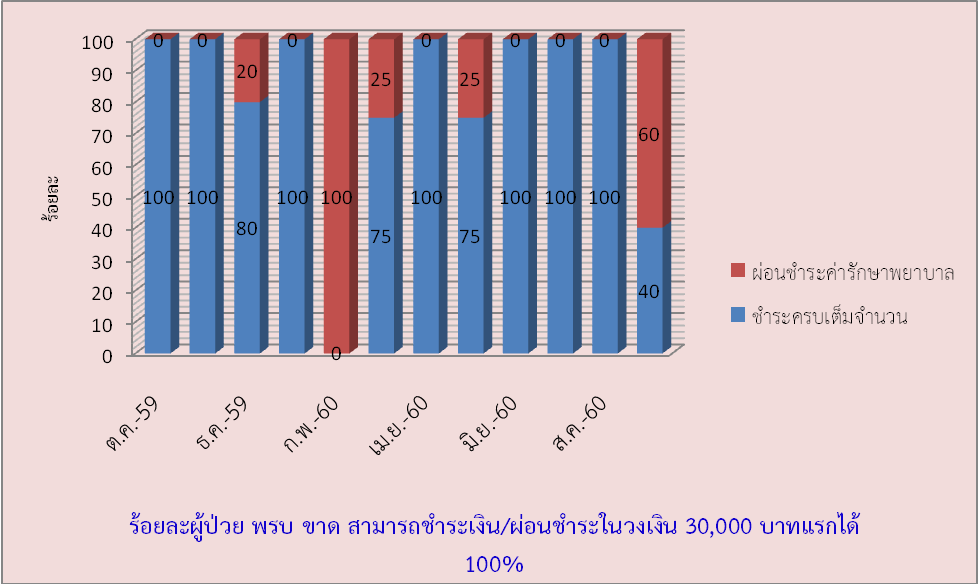 100
90
80
70
60
50
40
30
20
10
0
ร้อยละ
0 0 0 0 0 0 0
20 25 25 60
100 100 100 100 100 100 100 100
80 75 75 40
0
ผ่อนชำระค่ารักษาพยาบาล
ชำระครบเต็มจำนวน
ต.ค.-59 ธ.ค.-59 ก.พ.-60 เม.ย.-60 มิ.ย.-60 ส.ค.-60
ร้อยละผู้ป่วย พรบ ขาด สามารถชำระเงิน/ผ่อนชำระในวงเงิน 30,000 บาทแรกได้
100%